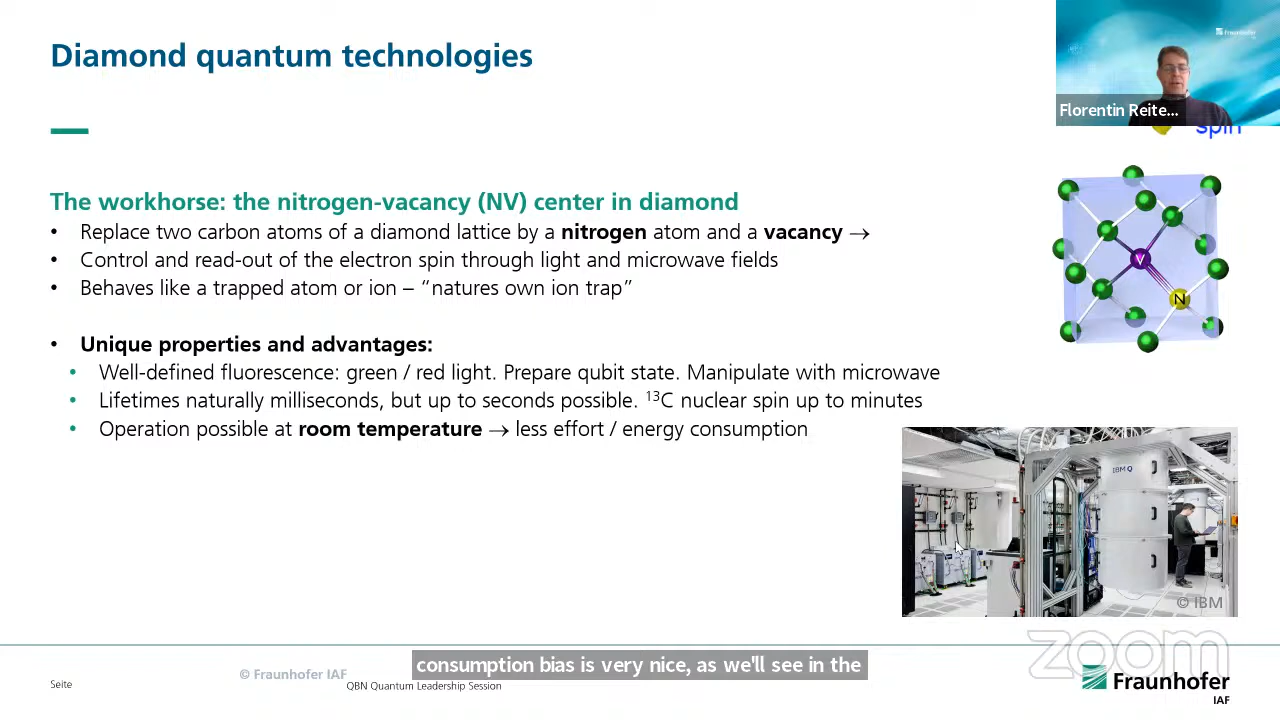 Diamond quantum technologies
Fraunhofer
Florentin Reite...
spin
The workhorse: the nitrogen-vacancy (NV) center in diamond
• Replace two carbon atoms of a diamond lattice by a nitrogen atom and a vacancy →
• Control and read-out of the electron spin through light and microwave fields
• Behaves like a trapped atom or ion – “natures own ion trap”
V
N
• Unique properties and advantages:
• Well-defined fluorescence: green / red light. Prepare qubit state. Manipulate with microwave
• Lifetimes naturally milliseconds, but up to seconds possible. ¹³C nuclear spin up to minutes
• Operation possible at room temperature → less effort / energy consumption
IBM Q
© IBM
zoom
consumption bias is very nice, as we'll see in the
© Fraunhofer IAF
Seite
QBN Quantum Leadership Session
Fraunhofer
IAF